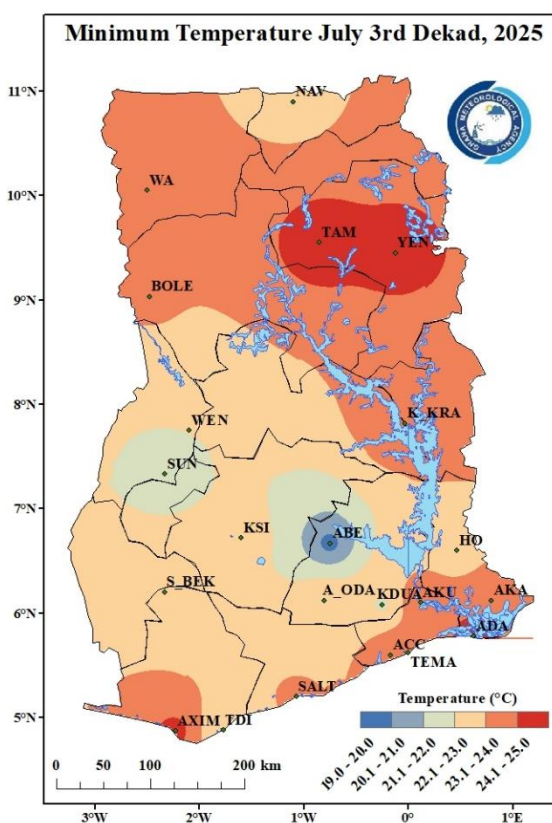 Minimum Temperature July 3rd Dekad, 2025
GHANA METEOROLOGICAL AGENCY
11°N
NAV
10°N
WA
TAM
YEN
9°N
BOLE
8°N
K_KRA
WEN
SUN
7°N
KSI
ABE
HO
6°N
S_BEK
A_ODA
KDUA
AKU
AKA
ADA
ACC
TEMA
5°N
SALT
AXIM
TDI
Temperature (°C)
19.0 - 20.0
20.1 - 21.0
21.1 - 22.0
22.1 - 23.0
23.1 - 24.0
24.1 - 25.0
0 50 100 200 km
3°W
2°W
1°W
0°
1°E